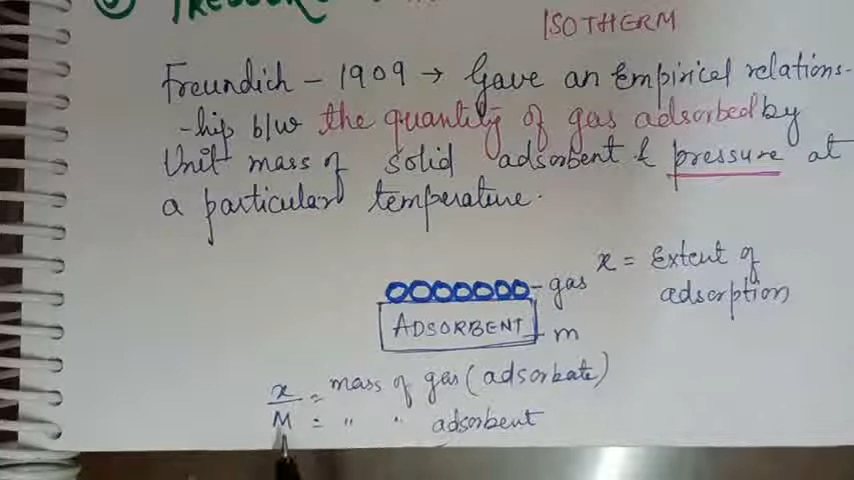 ISOTHERM
Freundich - 1909 → Gave an Empirical relations-
-hip b/w the quantity of gas adsorbed by
Unit mass of solid adsorbent & pressure at
a particular temperature.
x = Extent of
gas
adsorption
ADSORBENT
m
x = mass of gas (adsorbate)
M = " " adsorbent